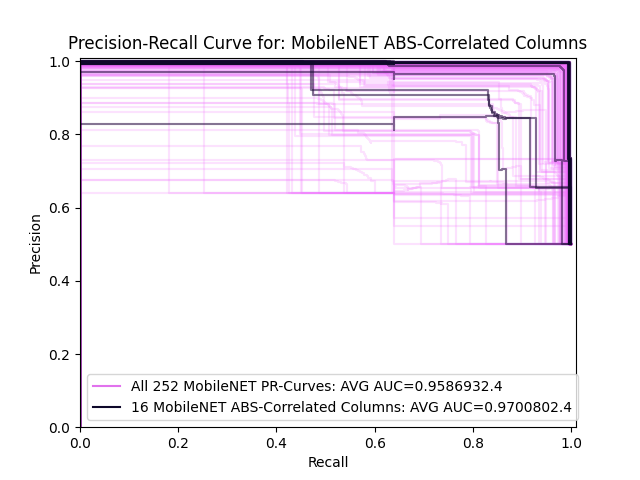 Precision-Recall Curve for: MobileNET ABS-Correlated Columns
1.0
0.8
0.6
0.4
0.2
0.0
Precision
All 252 MobileNET PR-Curves: AVG AUC=0.9586932.4
16 MobileNET ABS-Correlated Columns: AVG AUC=0.9700802.4
0.0 0.2 0.4 0.6 0.8 1.0
Recall